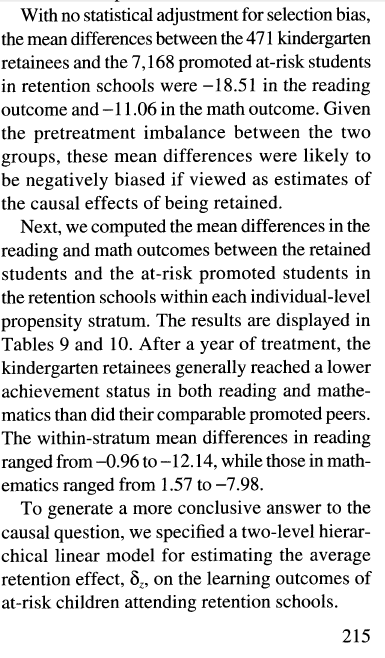 With no statistical adjustment for selection bias,
the mean differences between the 471 kindergarten
retainees and the 7,168 promoted at-risk students
in retention schools were −18.51 in the reading
outcome and −11.06 in the math outcome. Given
the pretreatment imbalance between the two
groups, these mean differences were likely to
be negatively biased if viewed as estimates of
the causal effects of being retained.
Next, we computed the mean differences in the
reading and math outcomes between the retained
students and the at-risk promoted students in
the retention schools within each individual-level
propensity stratum. The results are displayed in
Tables 9 and 10. After a year of treatment, the
kindergarten retainees generally reached a lower
achievement status in both reading and mathe-
matics than did their comparable promoted peers.
The within-stratum mean differences in reading
ranged from −0.96 to −12.14, while those in math-
ematics ranged from 1.57 to −7.98.
To generate a more conclusive answer to the
causal question, we specified a two-level hierar-
chical linear model for estimating the average
retention effect, δz, on the learning outcomes of
at-risk children attending retention schools.
215